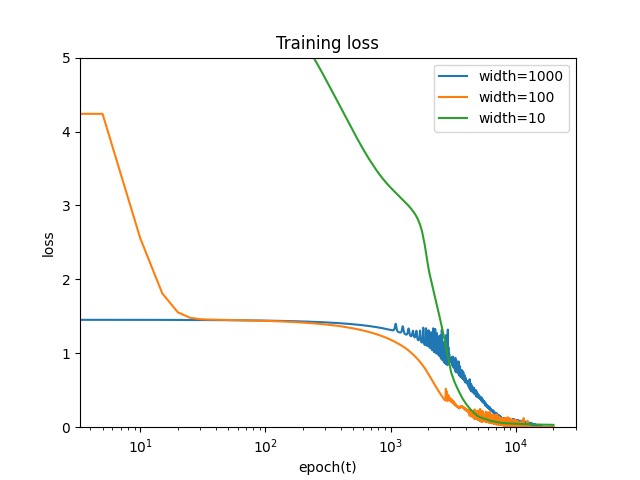 Training loss
width=1000
width=100
width=10
5
4
3
2
1
0
loss
10¹ 10² 10³ 10⁴
epoch(t)